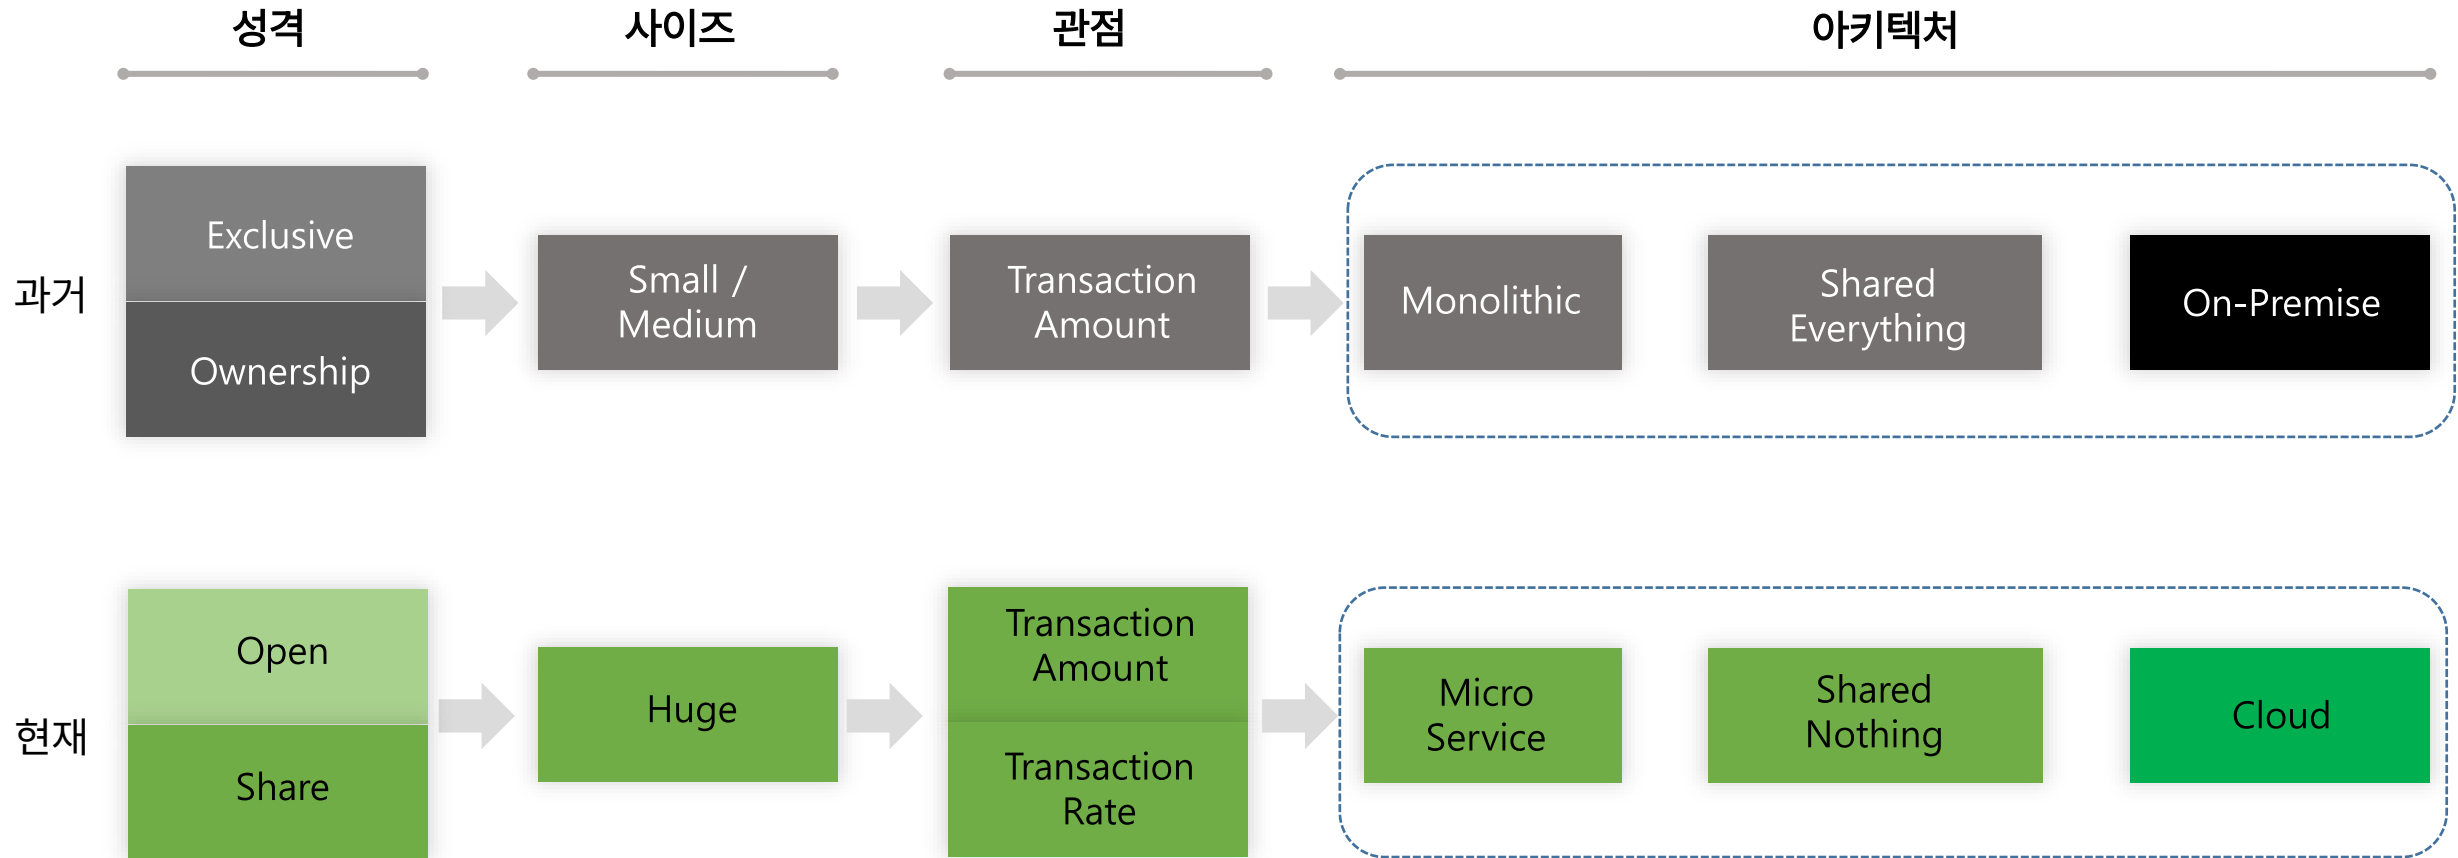 성격
사이즈
관점
아키텍처
과거
Exclusive
Ownership
Small /
Medium
Transaction
Amount
Monolithic
Shared
Everything
On-Premise
현재
Open
Share
Huge
Transaction
Amount
Transaction
Rate
Micro
Service
Shared
Nothing
Cloud